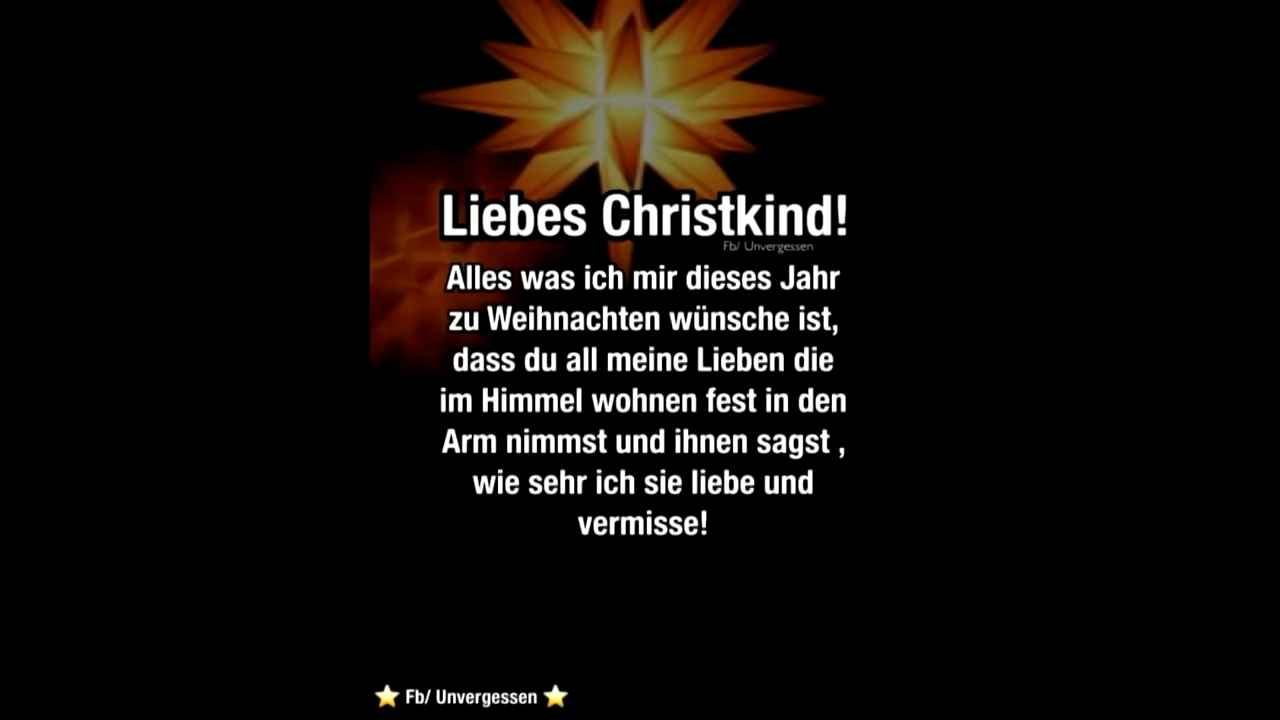 Liebes Christkind!
Fb/ Unvergessen
Alles was ich mir dieses Jahr
zu Weihnachten wünsche ist,
dass du all meine Lieben die
im Himmel wohnen fest in den
Arm nimmst und ihnen sagst ,
wie sehr ich sie liebe und
vermisse!
⭐ Fb/ Unvergessen ⭐